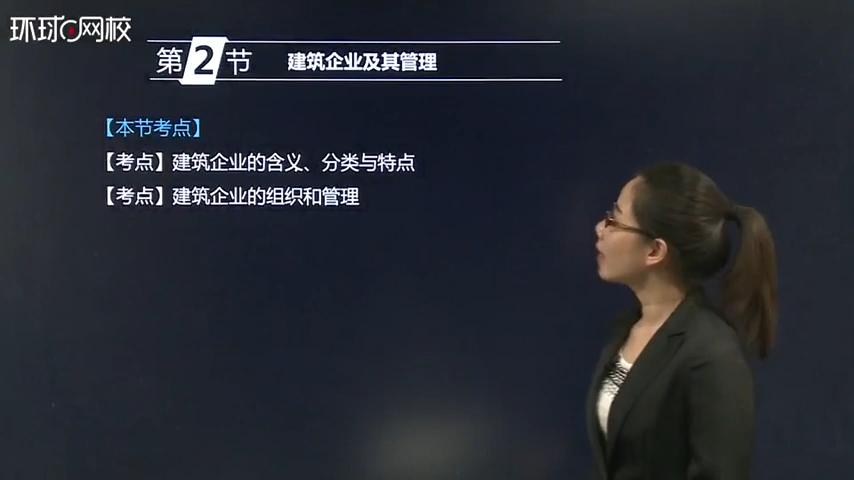 环球网校
第2节 建筑企业及其管理
【本节考点】
【考点】建筑企业的含义、分类与特点
【考点】建筑企业的组织和管理